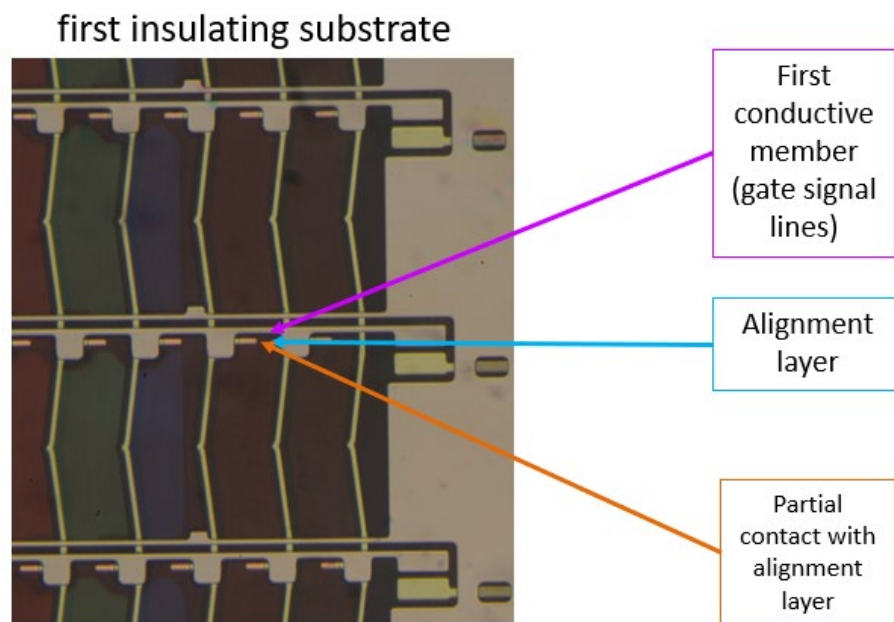 first insulating substrate
First
conductive
member
(gate signal
lines)
Alignment
layer
Partial
contact with
alignment
layer